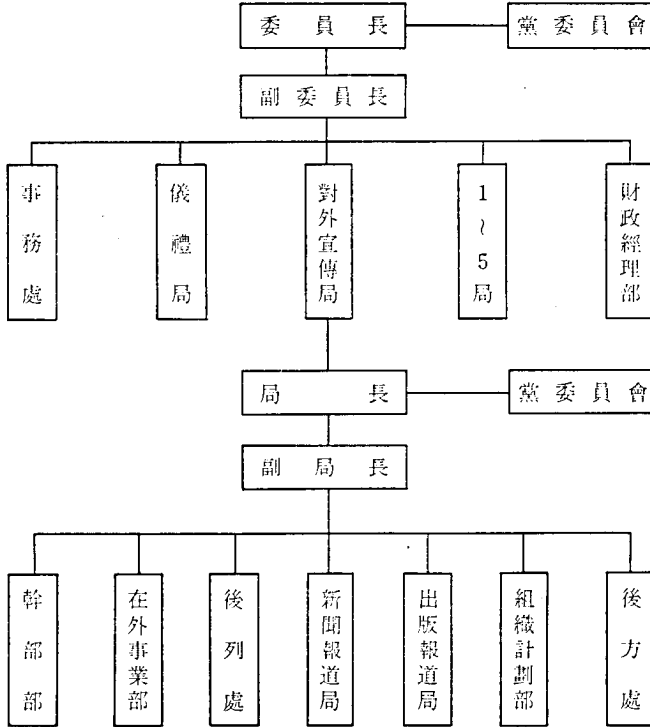 委員長
黨委員會
副委員長
事務處
儀禮局
對外宣傳局
1~5局
財政經理部
局長
黨委員會
副局長
幹部部
在外事業部
後列處
新聞報道局
出版報道局
組織計劃部
後方處